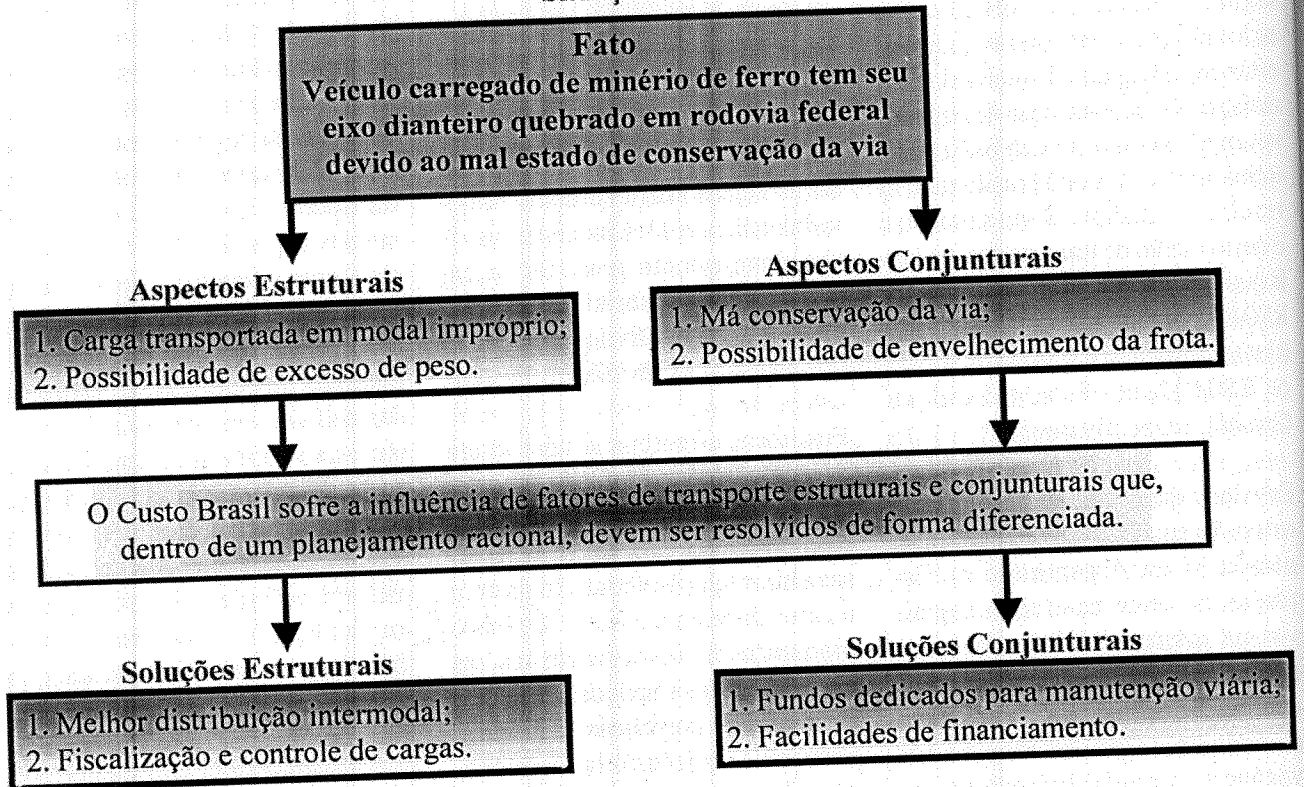 Fato
Veículo carregado de minério de ferro tem seu
eixo dianteiro quebrado em rodovia federal
devido ao mal estado de conservação da via
Aspectos Estruturais
1. Carga transportada em modal impróprio;
2. Possibilidade de excesso de peso.
Aspectos Conjunturais
1. Má conservação da via;
2. Possibilidade de envelhecimento da frota.
O Custo Brasil sofre a influência de fatores de transporte estruturais e conjunturais que,
dentro de um planejamento racional, devem ser resolvidos de forma diferenciada.
Soluções Estruturais
1. Melhor distribuição intermodal;
2. Fiscalização e controle de cargas.
Soluções Conjunturais
1. Fundos dedicados para manutenção viária;
2. Facilidades de financiamento.